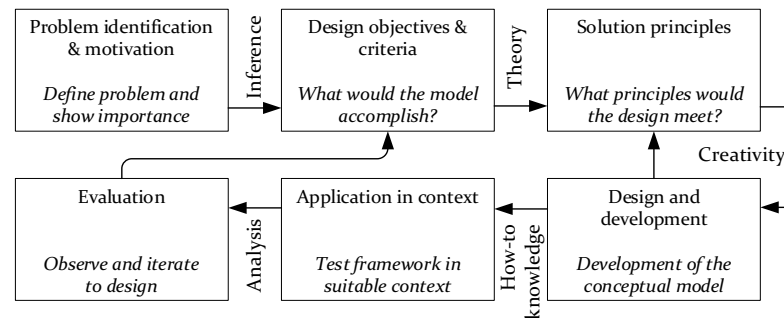 Problem identification
& motivation
Define problem and
show importance
Inference
Design objectives &
criteria
What would the model
accomplish?
Theory
Solution principles
What principles would
the design meet?
Creativity
Design and
development
Development of the
conceptual model
How-to
knowledge
Application in context
Test framework in
suitable context
Analysis
Evaluation
Observe and iterate
to design